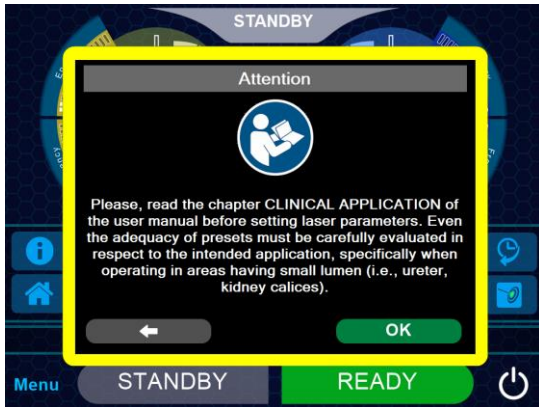 STANDBY
Attention
Please, read the chapter CLINICAL APPLICATION of
the user manual before setting laser parameters. Even
the adequacy of presets must be carefully evaluated in
respect to the intended application, specifically when
operating in areas having small lumen (i.e., ureter,
kidney calices).
OK
Menu
STANDBY
READY